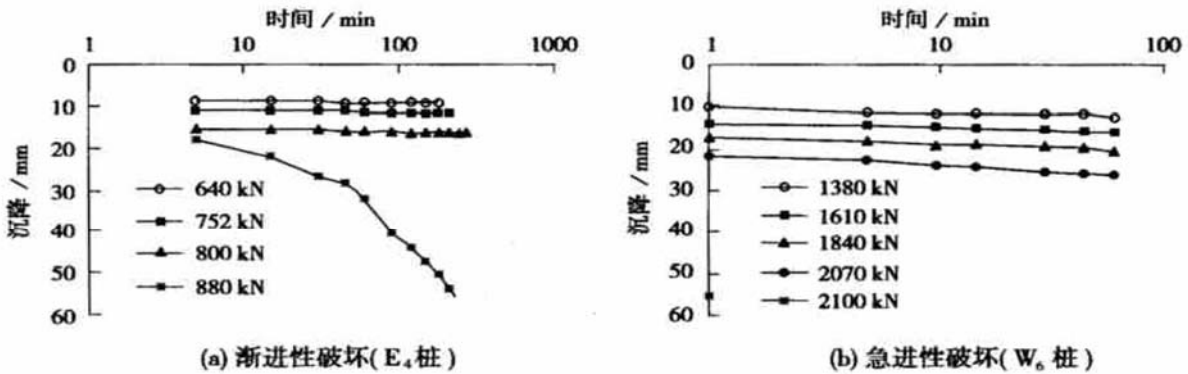 时间 / min
1 10 100 1000
0
10
20
30
40
50
60
沉降 / mm
640 kN
752 kN
800 kN
880 kN
(a) 渐进性破坏( E₄桩 )
时间 / min
1 10 100
0
10
20
30
40
50
60
沉降 / mm
1380 kN
1610 kN
1840 kN
2070 kN
2100 kN
(b) 急进性破坏( W₆ 桩 )